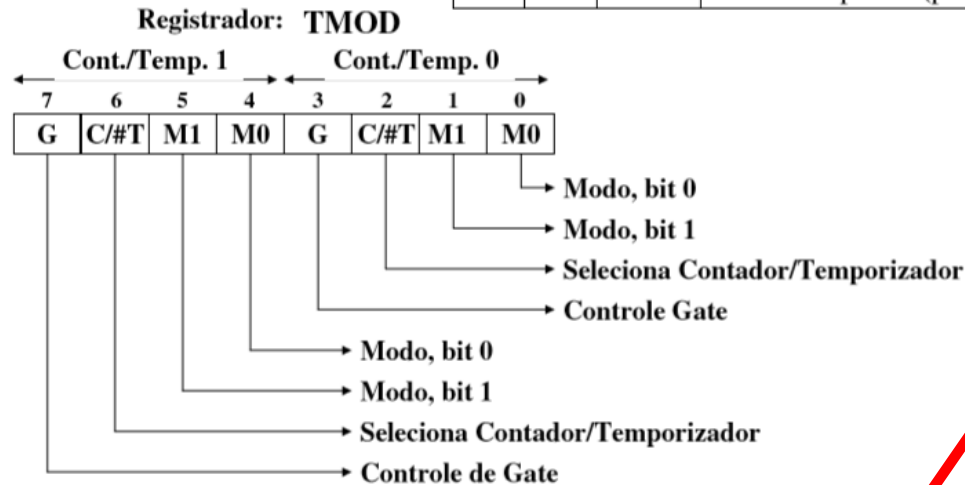 Registrador: TMOD
Cont./Temp. 1 Cont./Temp. 0
7 6 5 4 3 2 1 0
G C/#T M1 M0 G C/#T M1 M0
Modo, bit 0
Modo, bit 1
Seleciona Contador/Temporizador
Controle Gate
Modo, bit 0
Modo, bit 1
Seleciona Contador/Temporizador
Controle de Gate